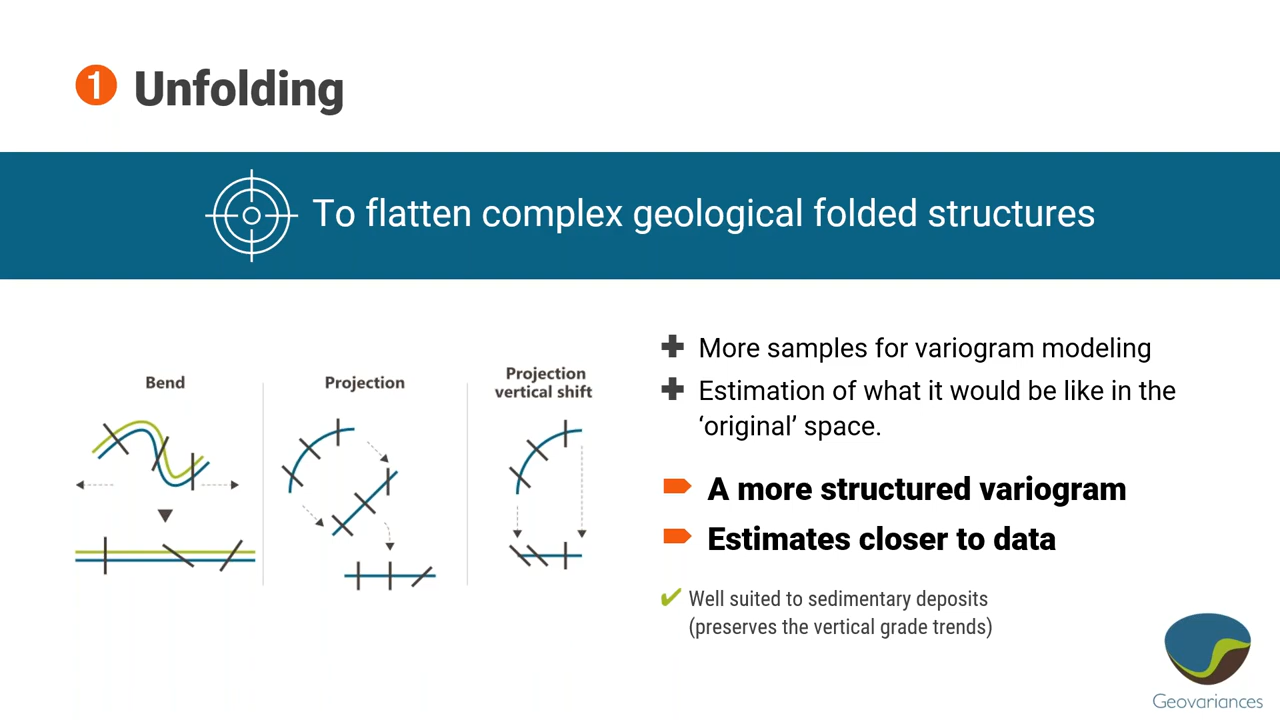 1 Unfolding
To flatten complex geological folded structures
Bend
Projection
Projection
vertical shift
More samples for variogram modeling
Estimation of what it would be like in the
‘original’ space.
A more structured variogram
Estimates closer to data
Well suited to sedimentary deposits
(preserves the vertical grade trends)
Geovariances